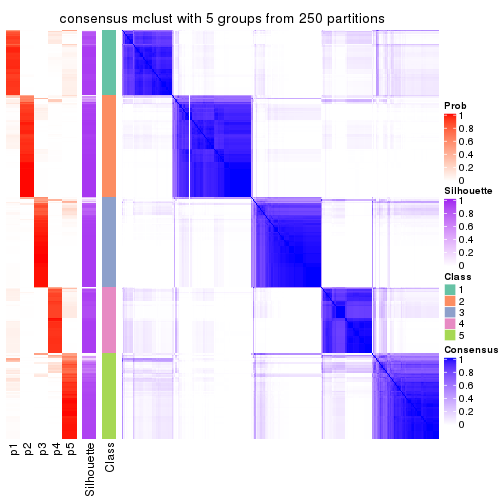 consensus mclust with 5 groups from 250 partitions
Prob
1
0.8
0.6
0.4
0.2
0
Silhouette
1
0.8
0.6
0.4
0.2
0
Class
1
2
3
4
5
Consensus
1
0.8
0.6
0.4
0.2
0
p1
p2
p3
p4
p5
Silhouette
Class